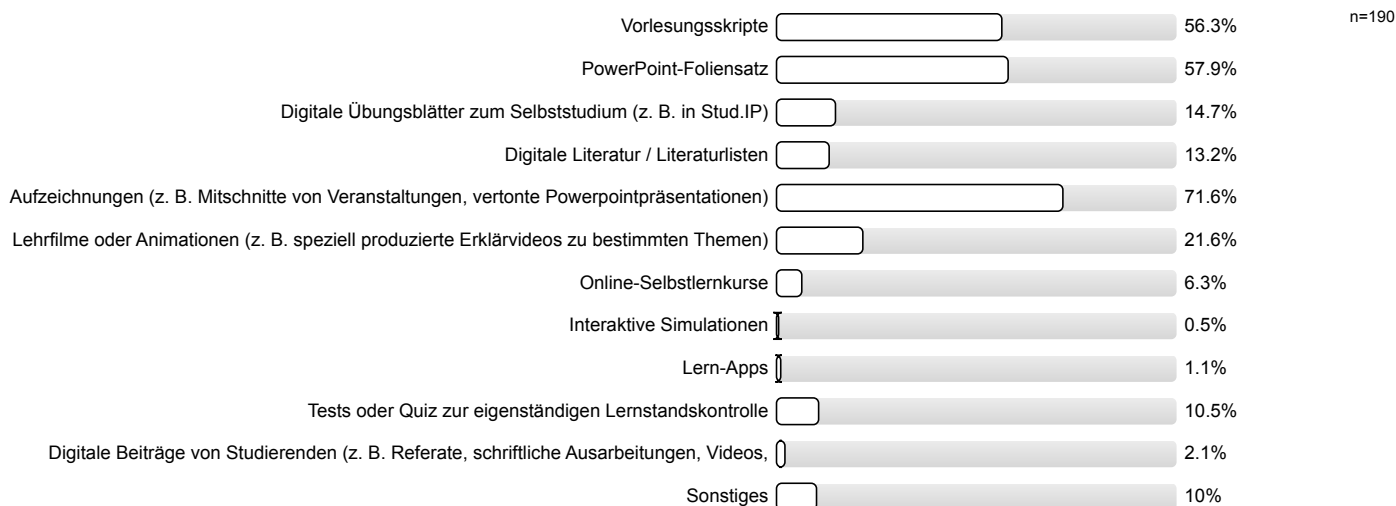 Vorlesungsskripte 56.3% n=190
PowerPoint-Foliensatz 57.9%
Digitale Übungsblätter zum Selbststudium (z. B. in Stud.IP) 14.7%
Digitale Literatur / Literaturlisten 13.2%
Aufzeichnungen (z. B. Mitschnitte von Veranstaltungen, vertonte Powerpointpräsentationen) 71.6%
Lehrfilme oder Animationen (z. B. speziell produzierte Erklärvideos zu bestimmten Themen) 21.6%
Online-Selbstlernkurse 6.3%
Interaktive Simulationen 0.5%
Lern-Apps 1.1%
Tests oder Quiz zur eigenständigen Lernstandskontrolle 10.5%
Digitale Beiträge von Studierenden (z. B. Referate, schriftliche Ausarbeitungen, Videos, 2.1%
Sonstiges 10%